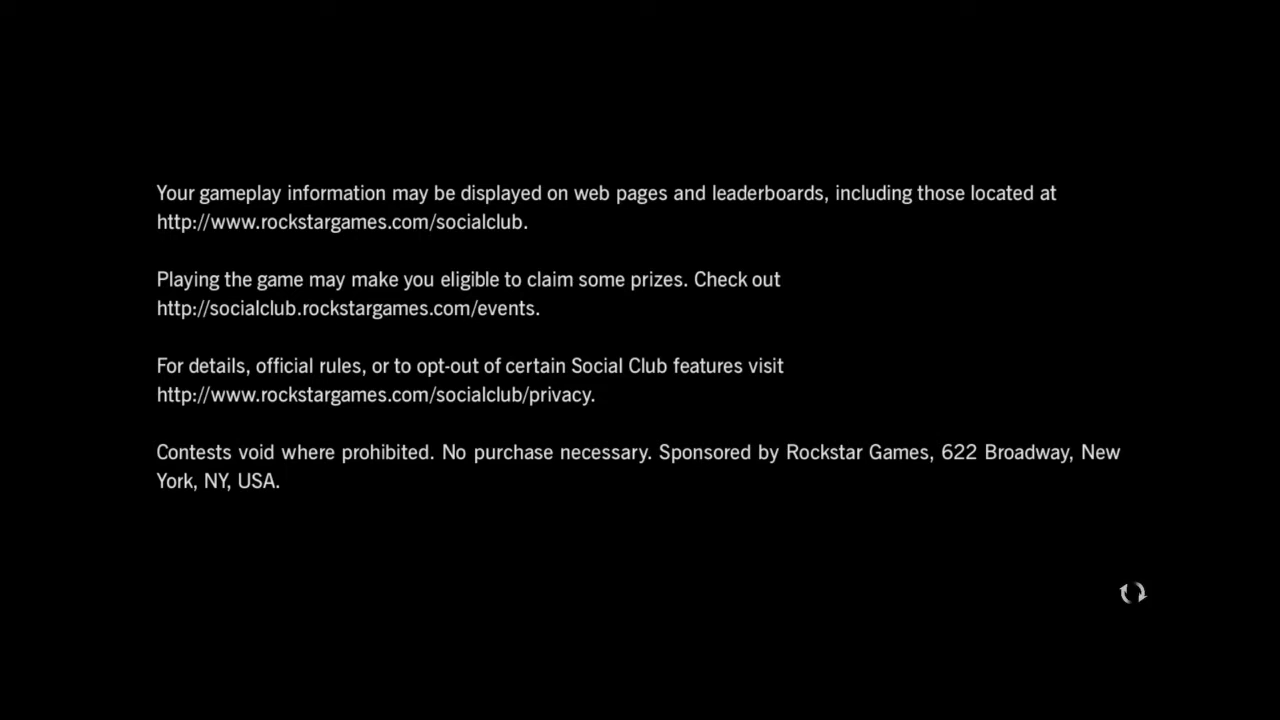 Your gameplay information may be displayed on web pages and leaderboards, including those located at
http://www.rockstargames.com/socialclub.
Playing the game may make you eligible to claim some prizes. Check out
http://socialclub.rockstargames.com/events.
For details, official rules, or to opt-out of certain Social Club features visit
http://www.rockstargames.com/socialclub/privacy.
Contests void where prohibited. No purchase necessary. Sponsored by Rockstar Games, 622 Broadway, New
York, NY, USA.